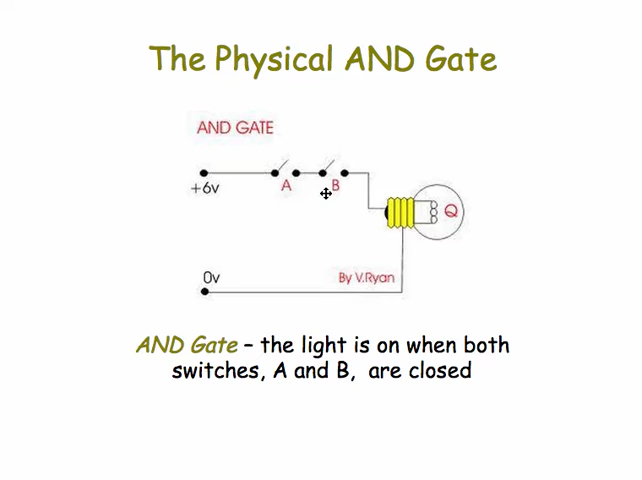 The Physical AND Gate
AND GATE
+6v
A
B
Q
0v
By V.Ryan
AND Gate – the light is on when both
switches, A and B,  are closed